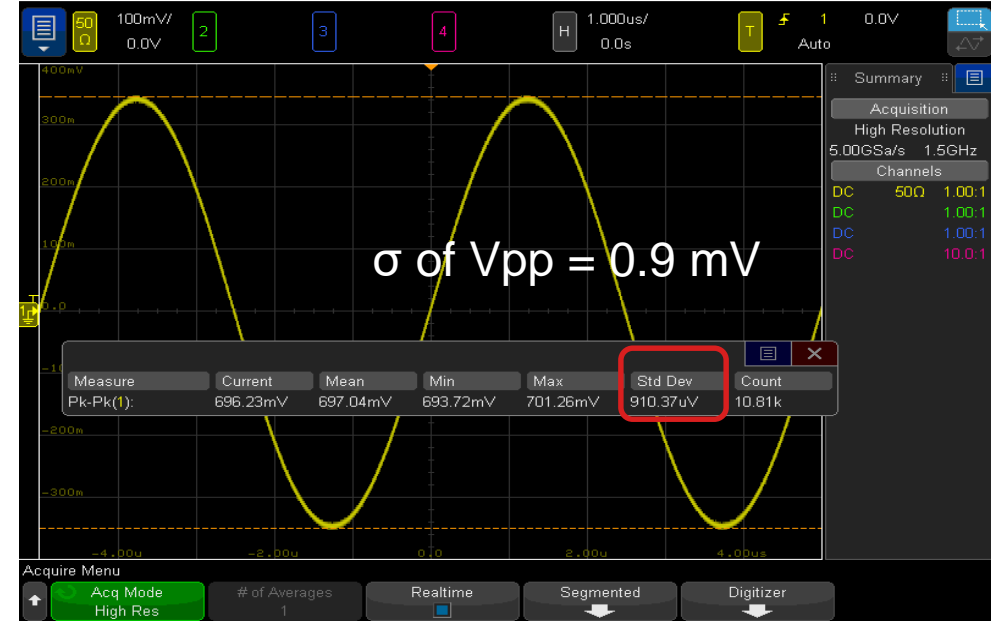 50Ω 100mV/ 0.0V 2 3 4 H 1.000us/ 0.0s T 1 0.0V Auto
400mV
300m
200m
100m
0.0
-200m
-300m
-4.00u -2.00u 0.0 2.00u 4.00us
1
T
σ of Vpp = 0.9 mV
Measure Current Mean Min Max Std Dev Count
Pk-Pk(1): 696.23mV 697.04mV 693.72mV 701.26mV 910.37uV 10.81k
Summary
Acquisition
High Resolution
5.00GSa/s 1.5GHz
Channels
DC 50Ω 1.00:1
DC 1.00:1
DC 1.00:1
DC 10.0:1
Acquire Menu
Acq Mode
High Res
# of Averages
1
Realtime
Segmented
Digitizer